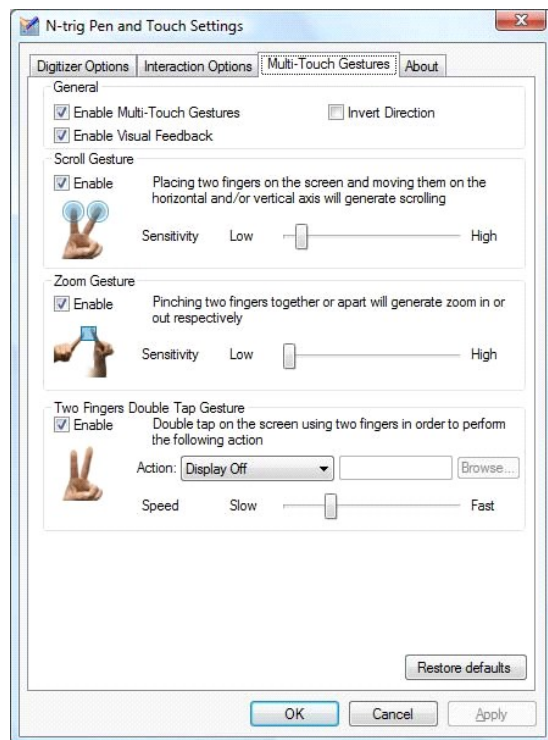 N-trig Pen and Touch Settings
Digitizer Options Interaction Options Multi-Touch Gestures About
General
Enable Multi-Touch Gestures Invert Direction
Enable Visual Feedback
Scroll Gesture
Enable Placing two fingers on the screen and moving them on the
horizontal and/or vertical axis will generate scrolling
Sensitivity Low High
Zoom Gesture
Enable Pinching two fingers together or apart will generate zoom in or
out respectively
Sensitivity Low High
Two Fingers Double Tap Gesture
Enable Double tap on the screen using two fingers in order to perform
the following action
Action: Display Off Browse...
Speed Slow Fast
Restore defaults
OK Cancel Apply